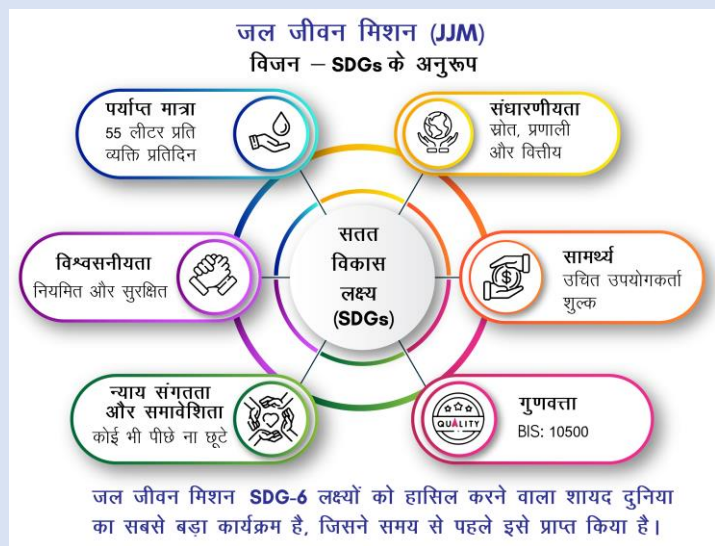 जल जीवन मिशन (JJM)
विजन – SDGs के अनुरूप
पर्याप्त मात्रा
55 लीटर प्रति
व्यक्ति प्रतिदिन
संधारणीयता
स्रोत, प्रणाली
और वित्तीय
विश्वसनीयता
नियमित और सुरक्षित
सतत
विकास
लक्ष्य
(SDGs)
सामर्थ्य
उचित उपयोगकर्ता
शुल्क
न्याय संगतता
और समावेशिता
कोई भी पीछे ना छूटे
QUALITY
गुणवत्ता
BIS: 10500
जल जीवन मिशन SDG-6 लक्ष्यों को हासिल करने वाला शायद दुनिया
का सबसे बड़ा कार्यक्रम है, जिसने समय से पहले इसे प्राप्त किया है।